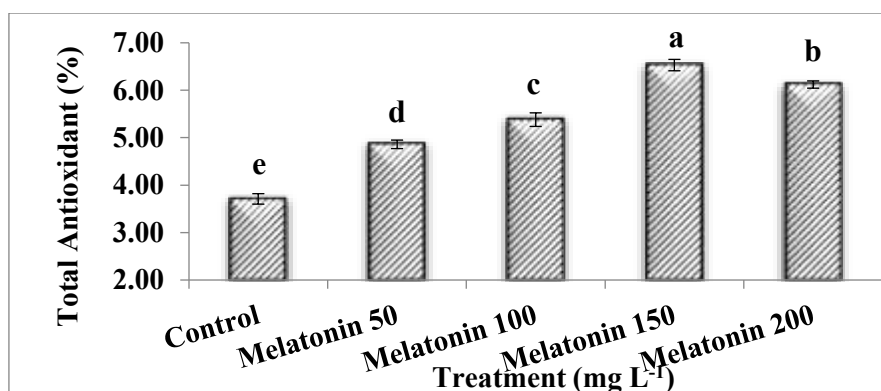 Total Antioxidant (%)
7.00
6.00
5.00
4.00
3.00
2.00
e
d
c
a
b
Control
Melatonin 50
Melatonin 100
Melatonin 150
Melatonin 200
Treatment (mg L-1)